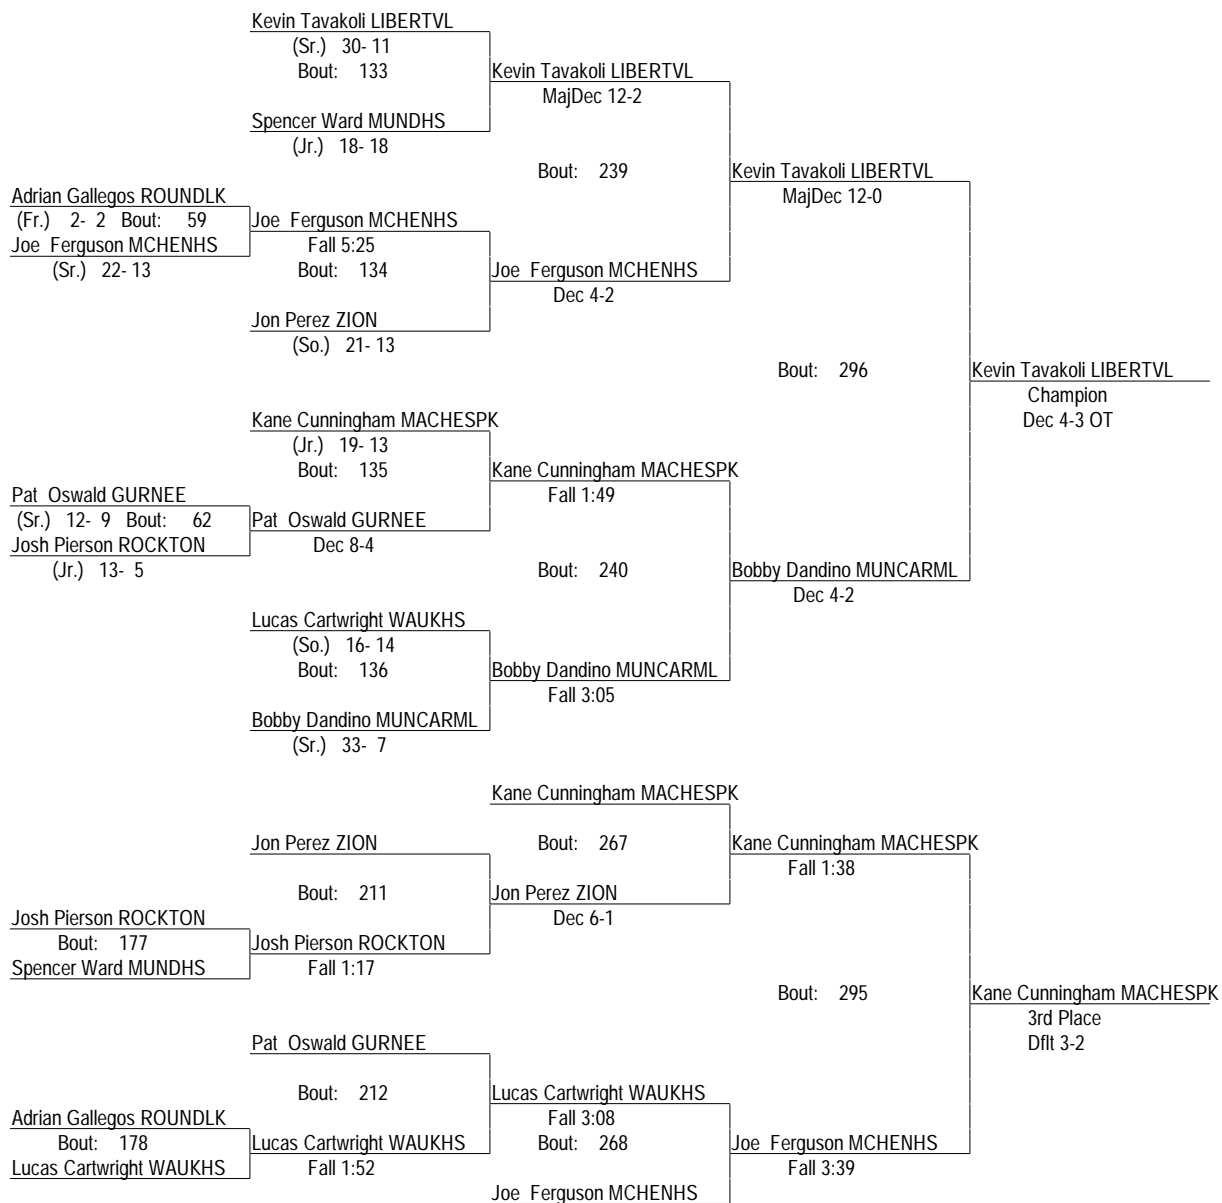 Kevin Tavakoli LIBERTVL
(Sr.) 30- 11
Bout: 133
Kevin Tavakoli LIBERTVL
MajDec 12-2
Spencer Ward MUNDHS
(Jr.) 18- 18
Bout: 239
Kevin Tavakoli LIBERTVL
MajDec 12-0
Adrian Gallegos ROUNDLK
(Fr.) 2- 2 Bout: 59
Joe Ferguson MCHENHS
Joe Ferguson MCHENHS
Fall 5:25
(Sr.) 22- 13
Bout: 134
Joe Ferguson MCHENHS
Dec 4-2
Jon Perez ZION
(So.) 21- 13
Bout: 296
Kevin Tavakoli LIBERTVL
Champion
Dec 4-3 OT
Kane Cunningham MACHESPK
(Jr.) 19- 13
Bout: 135
Kane Cunningham MACHESPK
Fall 1:49
Pat Oswald GURNEE
(Sr.) 12- 9 Bout: 62
Pat Oswald GURNEE
Josh Pierson ROCKTON
Dec 8-4
(Jr.) 13- 5
Bout: 240
Bobby Dandino MUNCARML
Dec 4-2
Lucas Cartwright WAUKHS
(So.) 16- 14
Bout: 136
Bobby Dandino MUNCARML
Fall 3:05
Bobby Dandino MUNCARML
(Sr.) 33- 7
Kane Cunningham MACHESPK
Jon Perez ZION
Bout: 267
Kane Cunningham MACHESPK
Fall 1:38
Bout: 211
Jon Perez ZION
Dec 6-1
Josh Pierson ROCKTON
Bout: 177
Josh Pierson ROCKTON
Spencer Ward MUNDHS
Fall 1:17
Bout: 295
Kane Cunningham MACHESPK
3rd Place
Dflt 3-2
Pat Oswald GURNEE
Bout: 212
Lucas Cartwright WAUKHS
Fall 3:08
Adrian Gallegos ROUNDLK
Bout: 178
Lucas Cartwright WAUKHS
Bout: 268
Joe Ferguson MCHENHS
Lucas Cartwright WAUKHS
Fall 1:52
Fall 3:39
Joe Ferguson MCHENHS